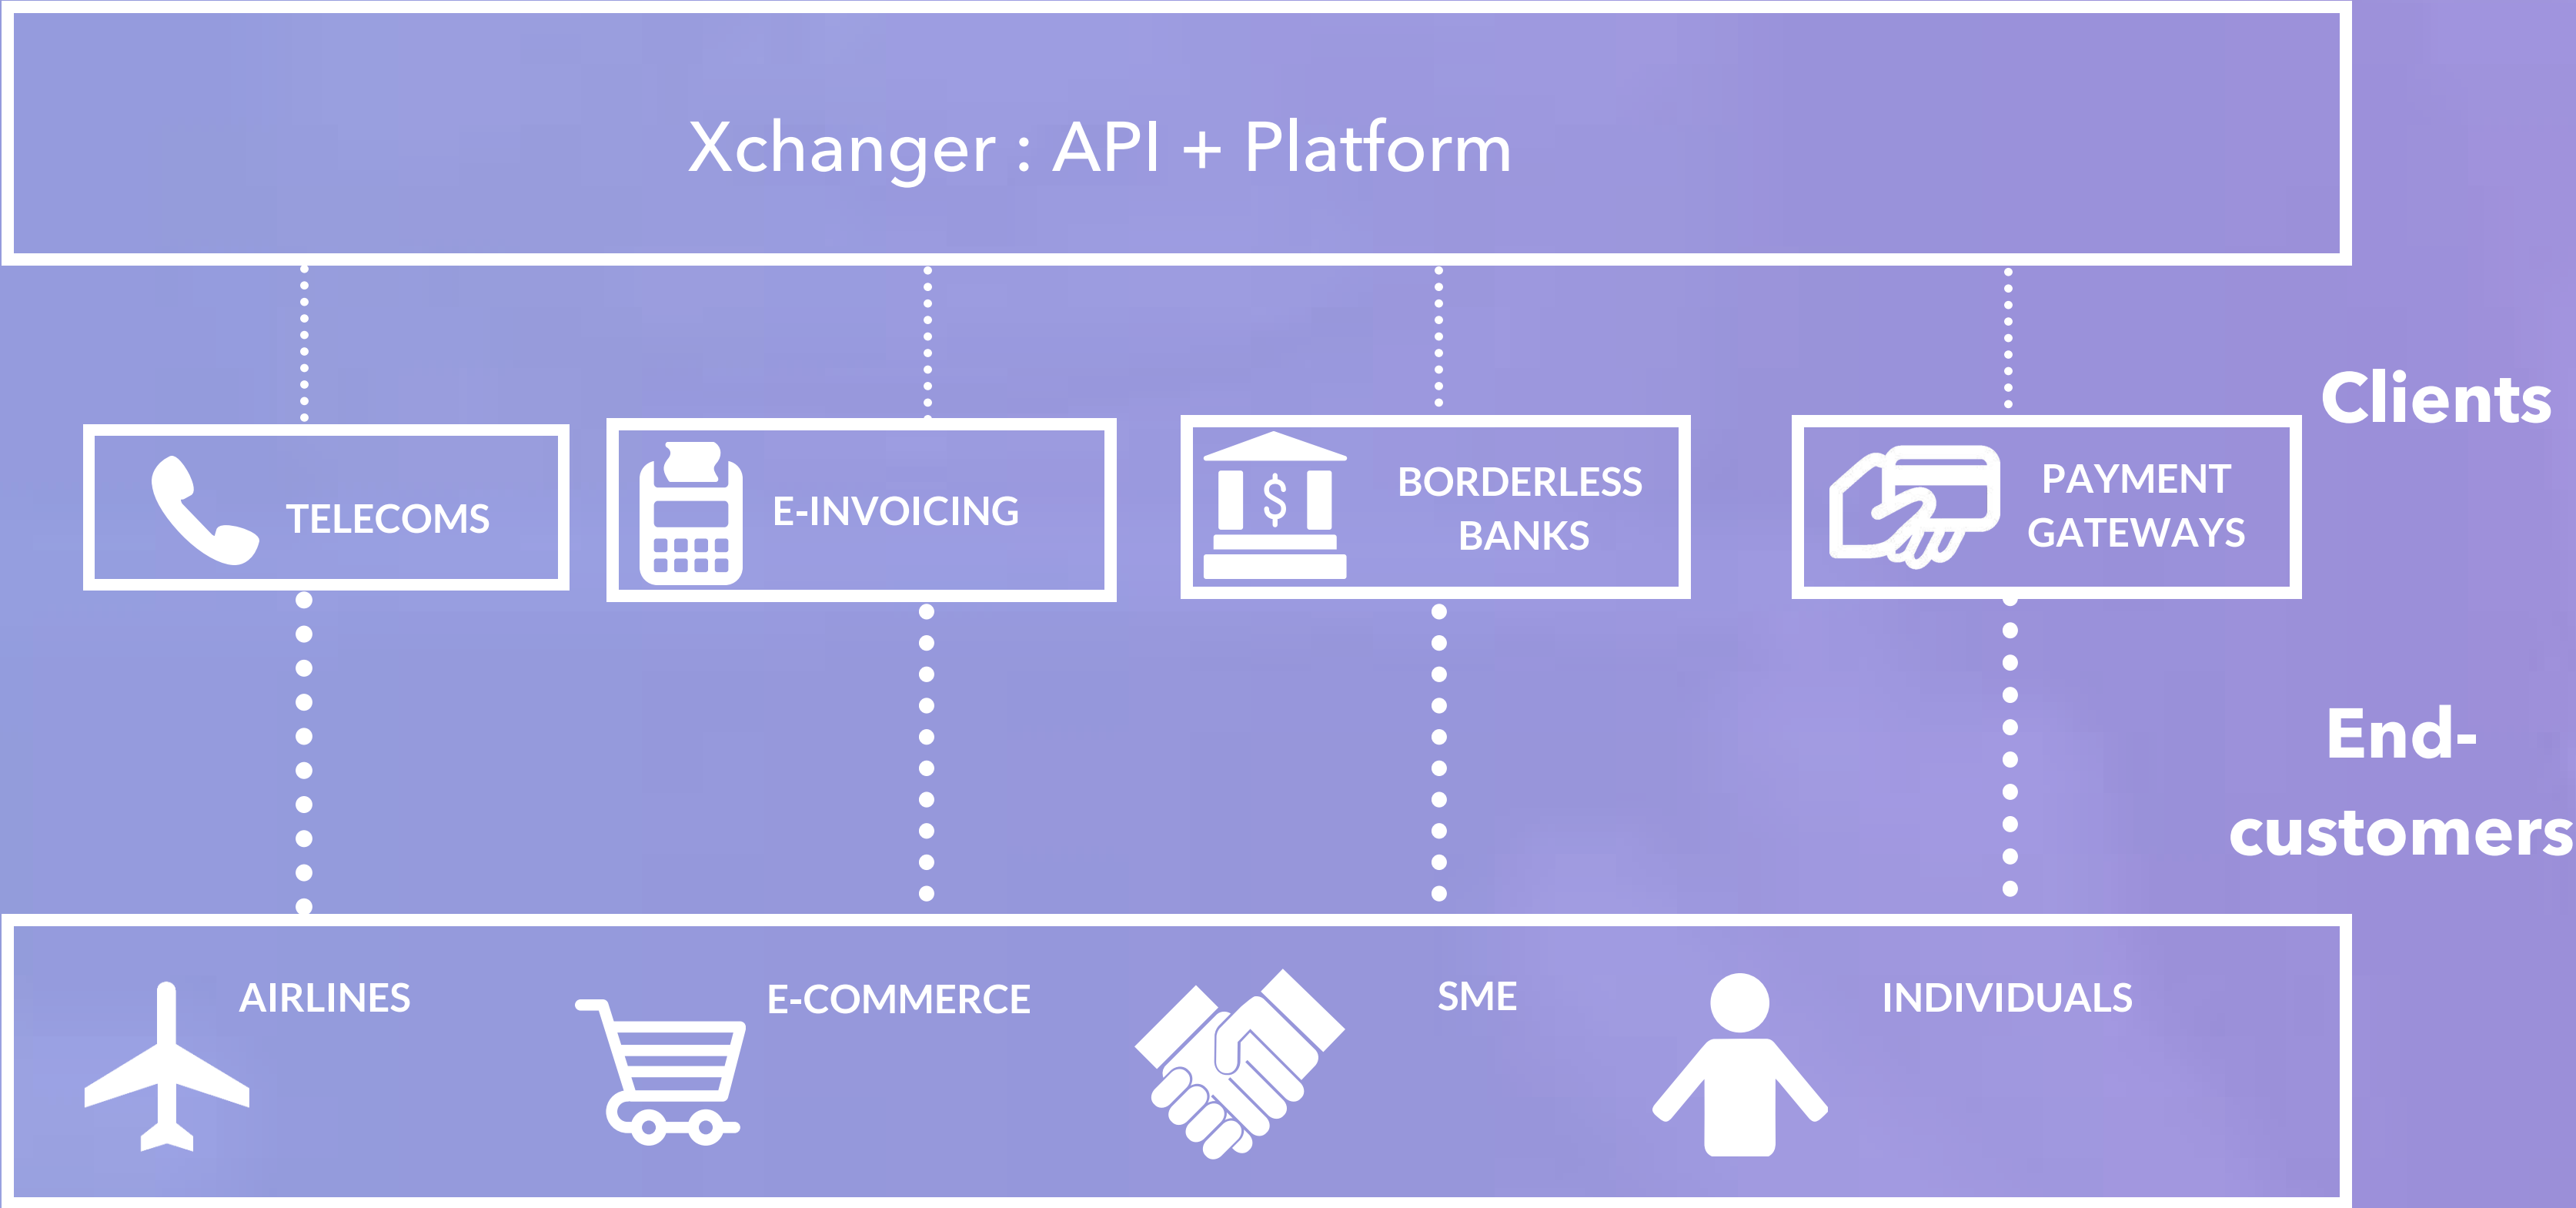 Xchanger : API + Platform
Clients
TELECOMS
E-INVOICING
BORDERLESS
BANKS
$
PAYMENT
GATEWAYS
End-
customers
AIRLINES
E-COMMERCE
SME
INDIVIDUALS